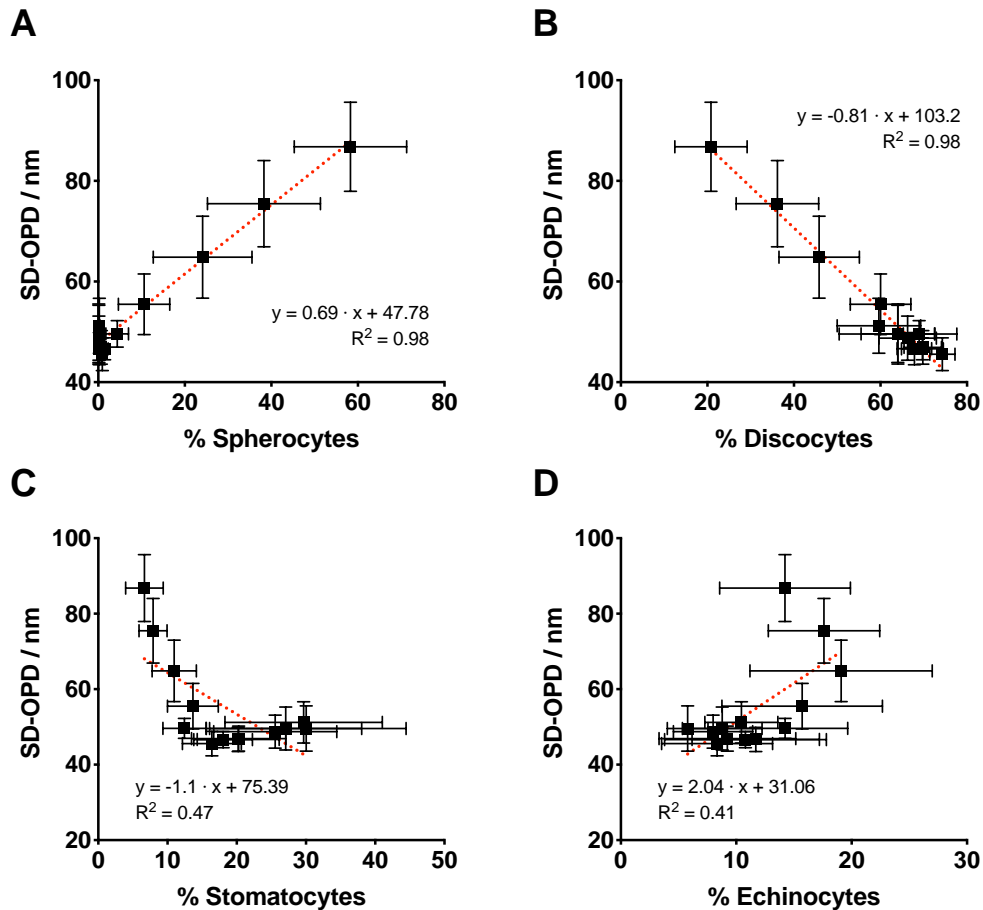 A
B
100
80
60
40
SD-OPD / nm
y = 0.69 · x + 47.78
R² = 0.98
0
20
40
60
80
% Spherocytes
100
80
60
40
SD-OPD / nm
y = -0.81 · x + 103.2
R² = 0.98
0
20
40
60
80
% Discocytes
C
D
100
80
60
40
20
SD-OPD / nm
y = -1.1 · x + 75.39
R² = 0.47
0
10
20
30
40
50
% Stomatocytes
100
80
60
40
20
SD-OPD / nm
y = 2.04 · x + 31.06
R² = 0.41
0
10
20
30
% Echinocytes